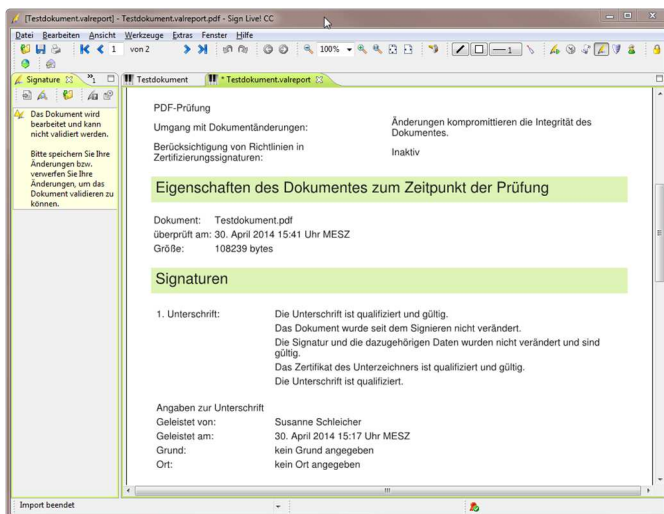 [Testdokument.valreport] - Testdokument.valreport.pdf - Sign Live! CC
Datei Bearbeiten Ansicht Werkzeuge Extras Fenster Hilfe
1 von 2 100% 1
Signature 1 Testdokument * Testdokument.valreport
Das Dokument wird
bearbeitet und kann
nicht validiert werden.
Bitte speichern Sie Ihre
Änderungen bzw.
verwerfen Sie Ihre
Änderungen, um das
Dokument validieren zu
können.
PDF-Prüfung
Umgang mit Dokumentänderungen: Änderungen kompromittieren die Integrität des
Dokumentes.
Berücksichtigung von Richtlinien in
Zertifizierungssignaturen: Inaktiv
Eigenschaften des Dokumentes zum Zeitpunkt der Prüfung
Dokument: Testdokument.pdf
überprüft am: 30. April 2014 15:41 Uhr MESZ
Größe: 108239 bytes
Signaturen
1. Unterschrift: Die Unterschrift ist qualifiziert und gültig.
Das Dokument wurde seit dem Signieren nicht verändert.
Die Signatur und die dazugehörigen Daten wurden nicht verändert und sind
gültig.
Das Zertifikat des Unterzeichners ist qualifiziert und gültig.
Die Unterschrift ist qualifiziert.
Angaben zur Unterschrift
Geleistet von: Susanne Schleicher
Geleistet am: 30. April 2014 15:17 Uhr MESZ
Grund: kein Grund angegeben
Ort: kein Ort angegeben
Import beendet